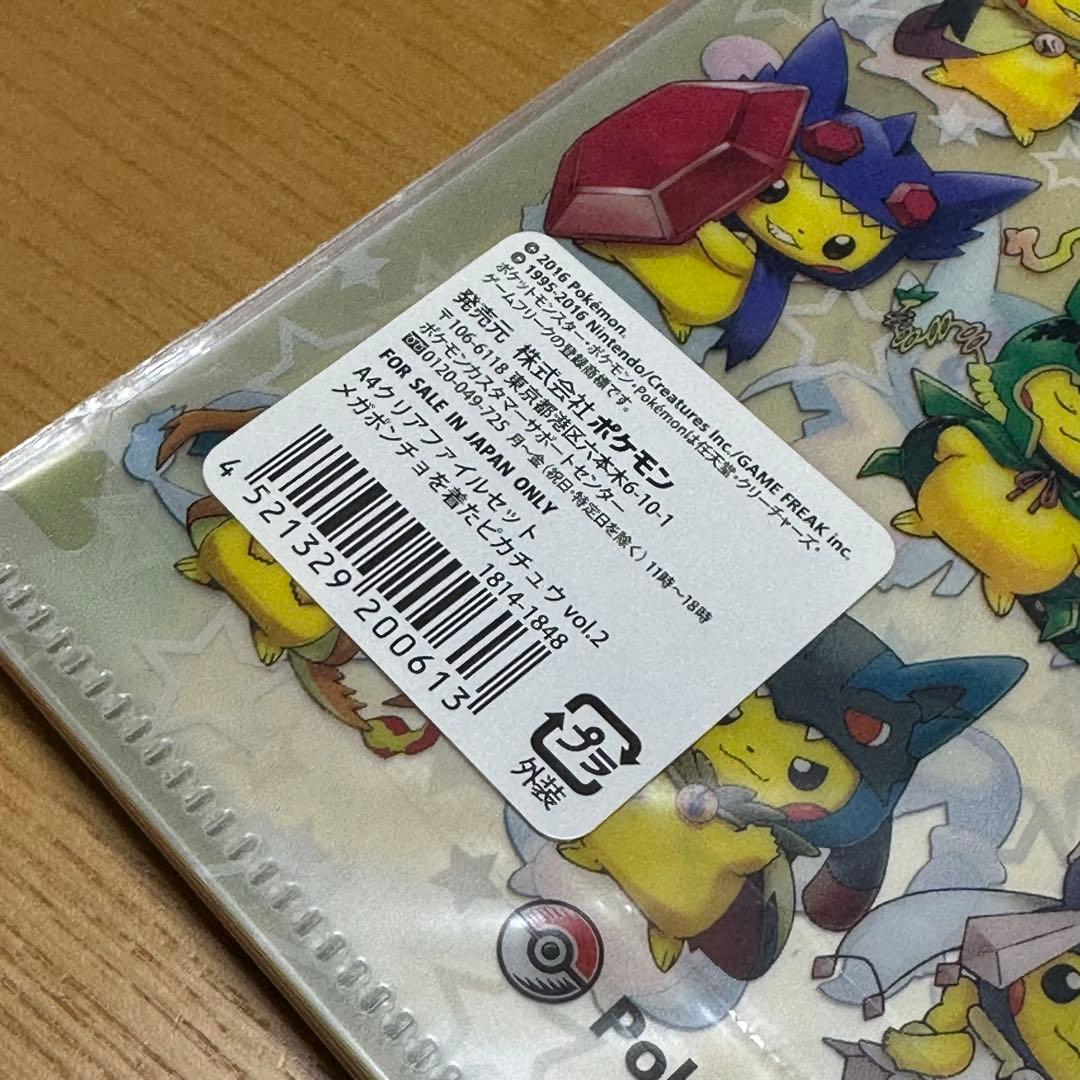 © 2016 Pokémon.
© 1995-2016 Nintendo/Creatures Inc./GAME FREAK inc.
ポケットモンスター・ポケモン・Pokémonは任天堂・クリーチャーズ・
ゲームフリークの登録商標です。
発売元 株式会社ポケモン
〒106-6118 東京都港区六本木6-10-1
ポケモンカスタマーサポートセンター
0120-049-725 月～金（祝日・特定日を除く）11時～18時
FOR SALE IN JAPAN ONLY
A4クリアファイルセット
メガポンチョを着たピカチュウ vol.2
1814-1848
4 521329 200613
プラ
外装
Pok